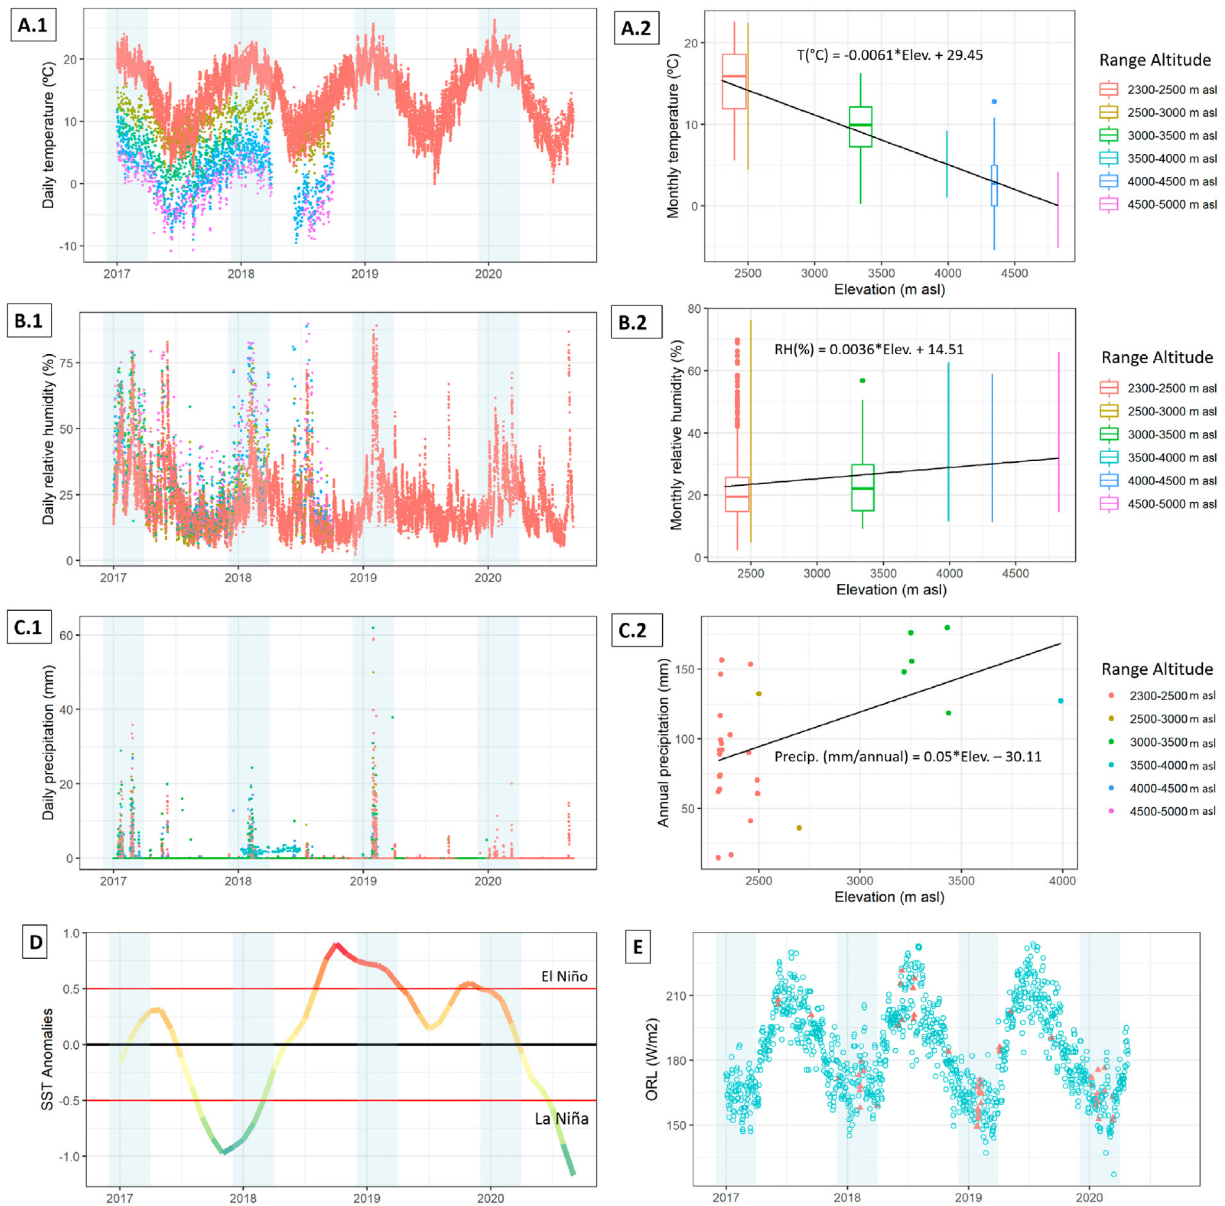 A.1
Daily temperature (ºC)
20
10
0
-10
2017
2018
2019
2020
A.2
Monthly temperature (ºC)
20
15
10
5
0
T(°C) = -0.0061*Elev. + 29.45
2500
3000
3500
4000
4500
Elevation (m asl)
Range Altitude
2300-2500 m asl
2500-3000 m asl
3000-3500 m asl
3500-4000 m asl
4000-4500 m asl
4500-5000 m asl
B.1
Daily relative humidity (%)
75
50
25
0
2017
2018
2019
2020
B.2
Monthly relative humidity (%)
80
60
40
20
0
RH(%) = 0.0036*Elev. + 14.51
2500
3000
3500
4000
4500
Elevation (m asl)
Range Altitude
2300-2500 m asl
2500-3000 m asl
3000-3500 m asl
3500-4000 m asl
4000-4500 m asl
4500-5000 m asl
C.1
Daily precipitation (mm)
60
40
20
0
2017
2018
2019
2020
C.2
Annual precipitation (mm)
150
100
50
Precip. (mm/annual) = 0.05*Elev. – 30.11
2500
3000
3500
4000
Elevation (m asl)
Range Altitude
2300-2500 m asl
2500-3000 m asl
3000-3500 m asl
3500-4000 m asl
4000-4500 m asl
4500-5000 m asl
D
SST Anomalies
1.0
0.5
0.0
-0.5
-1.0
El Niño
La Niña
2017
2018
2019
2020
E
ORL (W/m2)
210
180
150
2017
2018
2019
2020